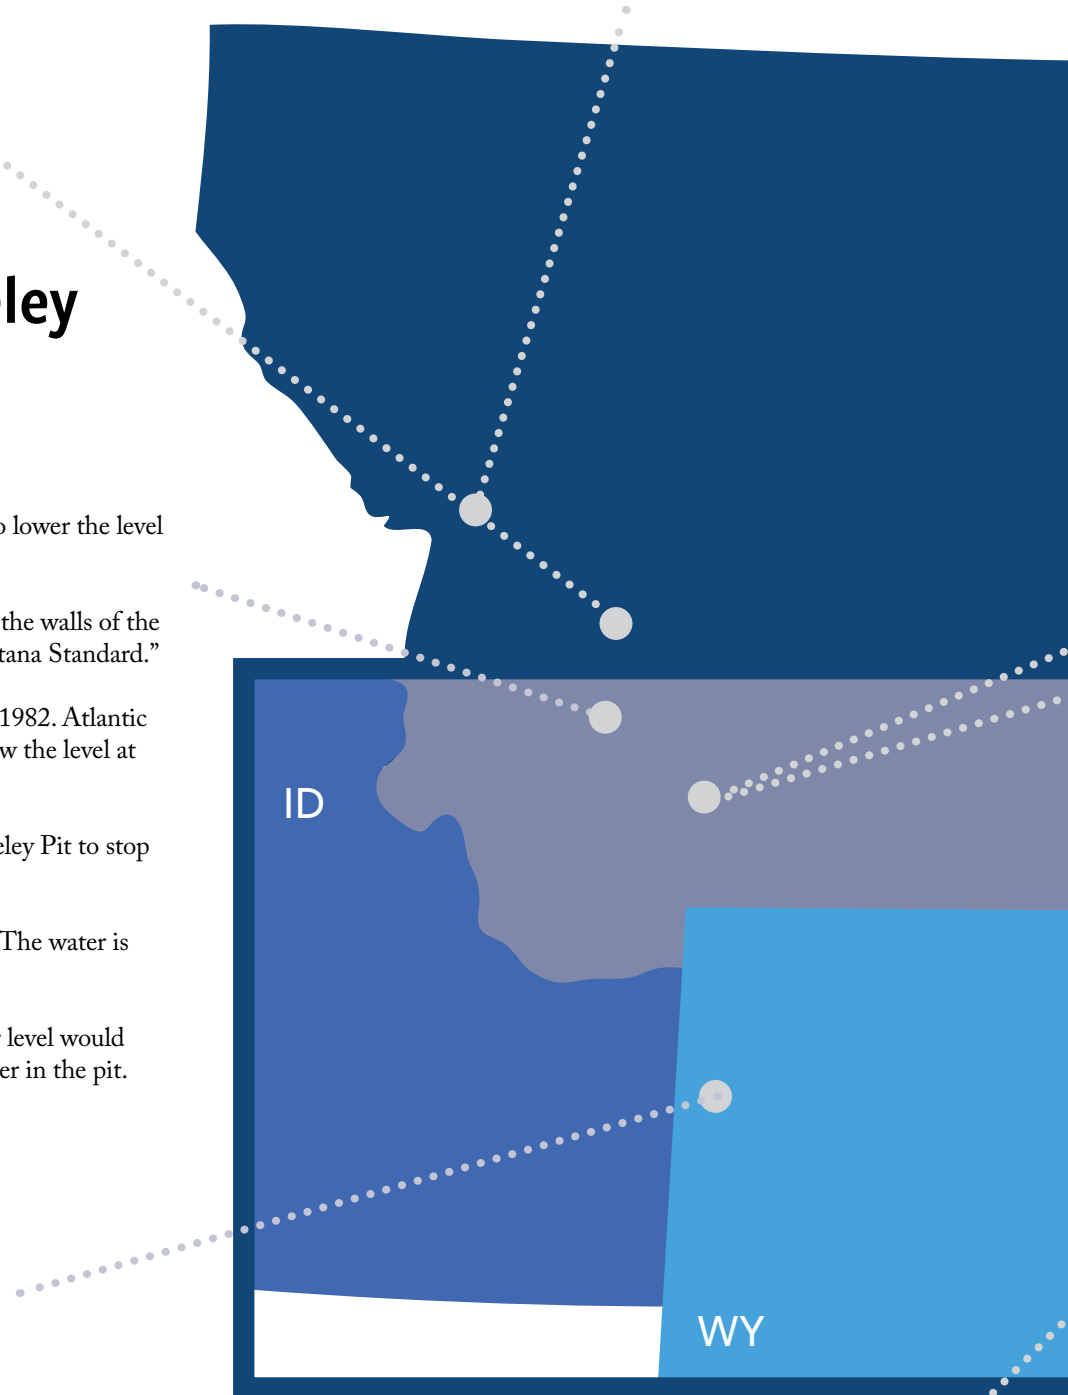 ley
lower the level
the walls of the
tana Standard.”
1982. Atlantic
w the level at
eley Pit to stop
The water is
level would
er in the pit.
ID
WY